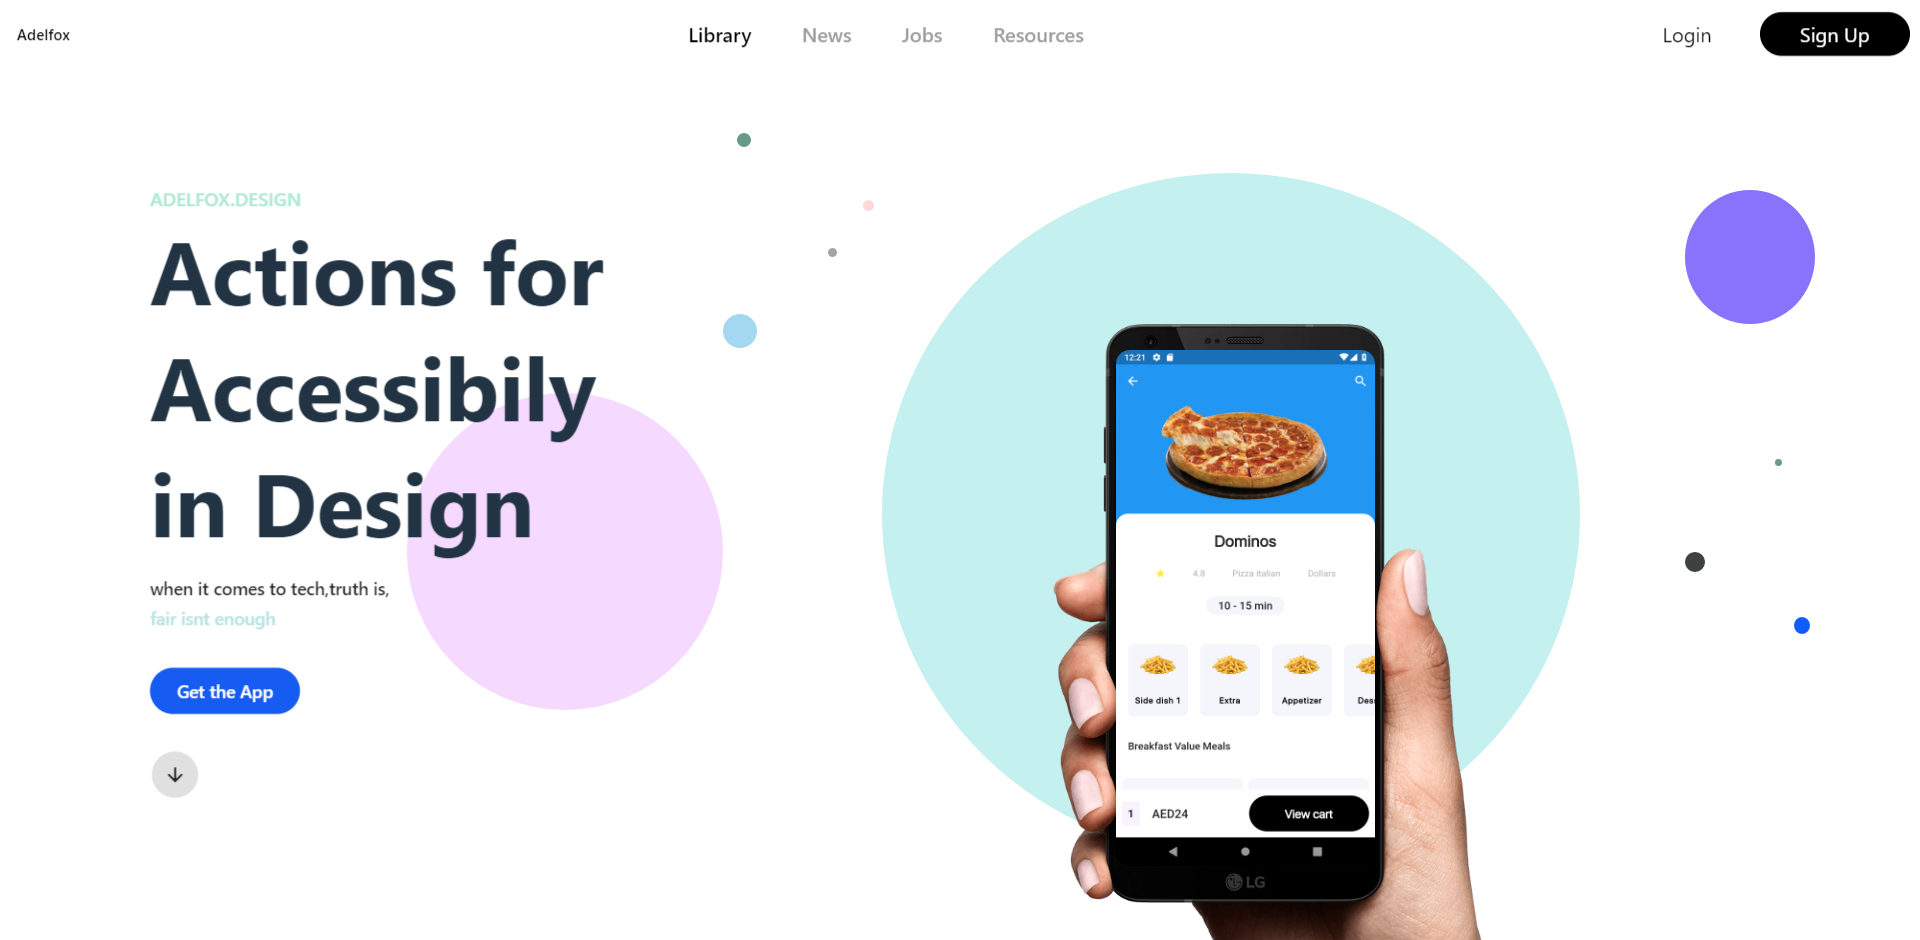 Adelfox
Library News Jobs Resources
Login Sign Up
ADELFOX.DESIGN
Actions for
Accessibily
in Design
when it comes to tech,truth is,
fair isnt enough
Get the App
12:21
Dominos
4.8 Pizza italian Dollars
10 - 15 min
Side dish 1 Extra Appetizer Des
Breakfast Value Meals
1 AED24 View cart
LG